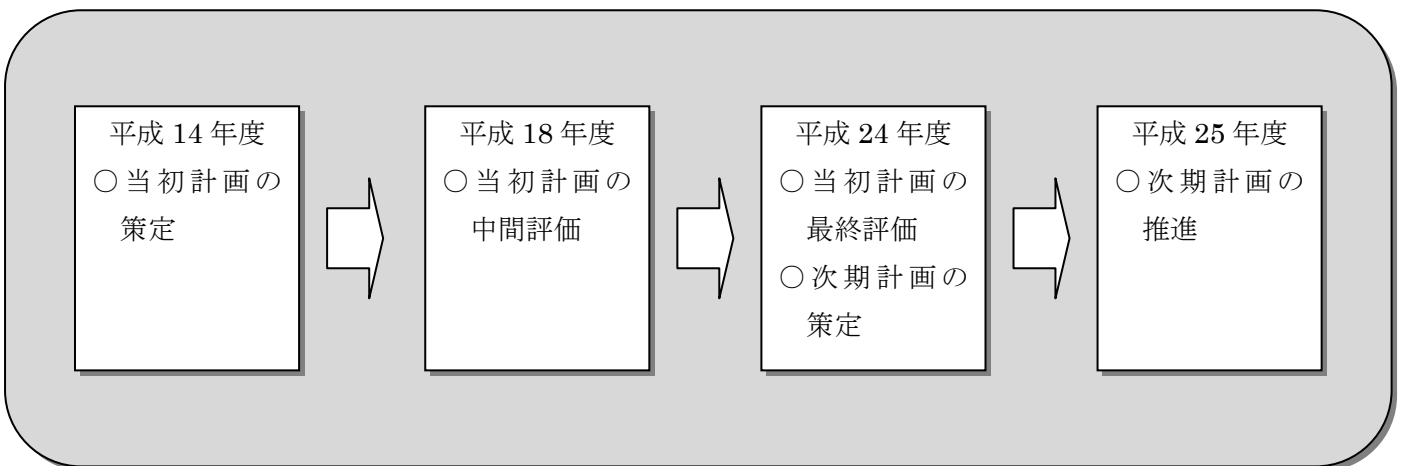 平成 14 年度
○当初計画の
策定
平成 18 年度
○当初計画の
中間評価
平成 24 年度
○当初計画の
最終評価
○次期計画の
策定
平成 25 年度
○次期計画の
推進